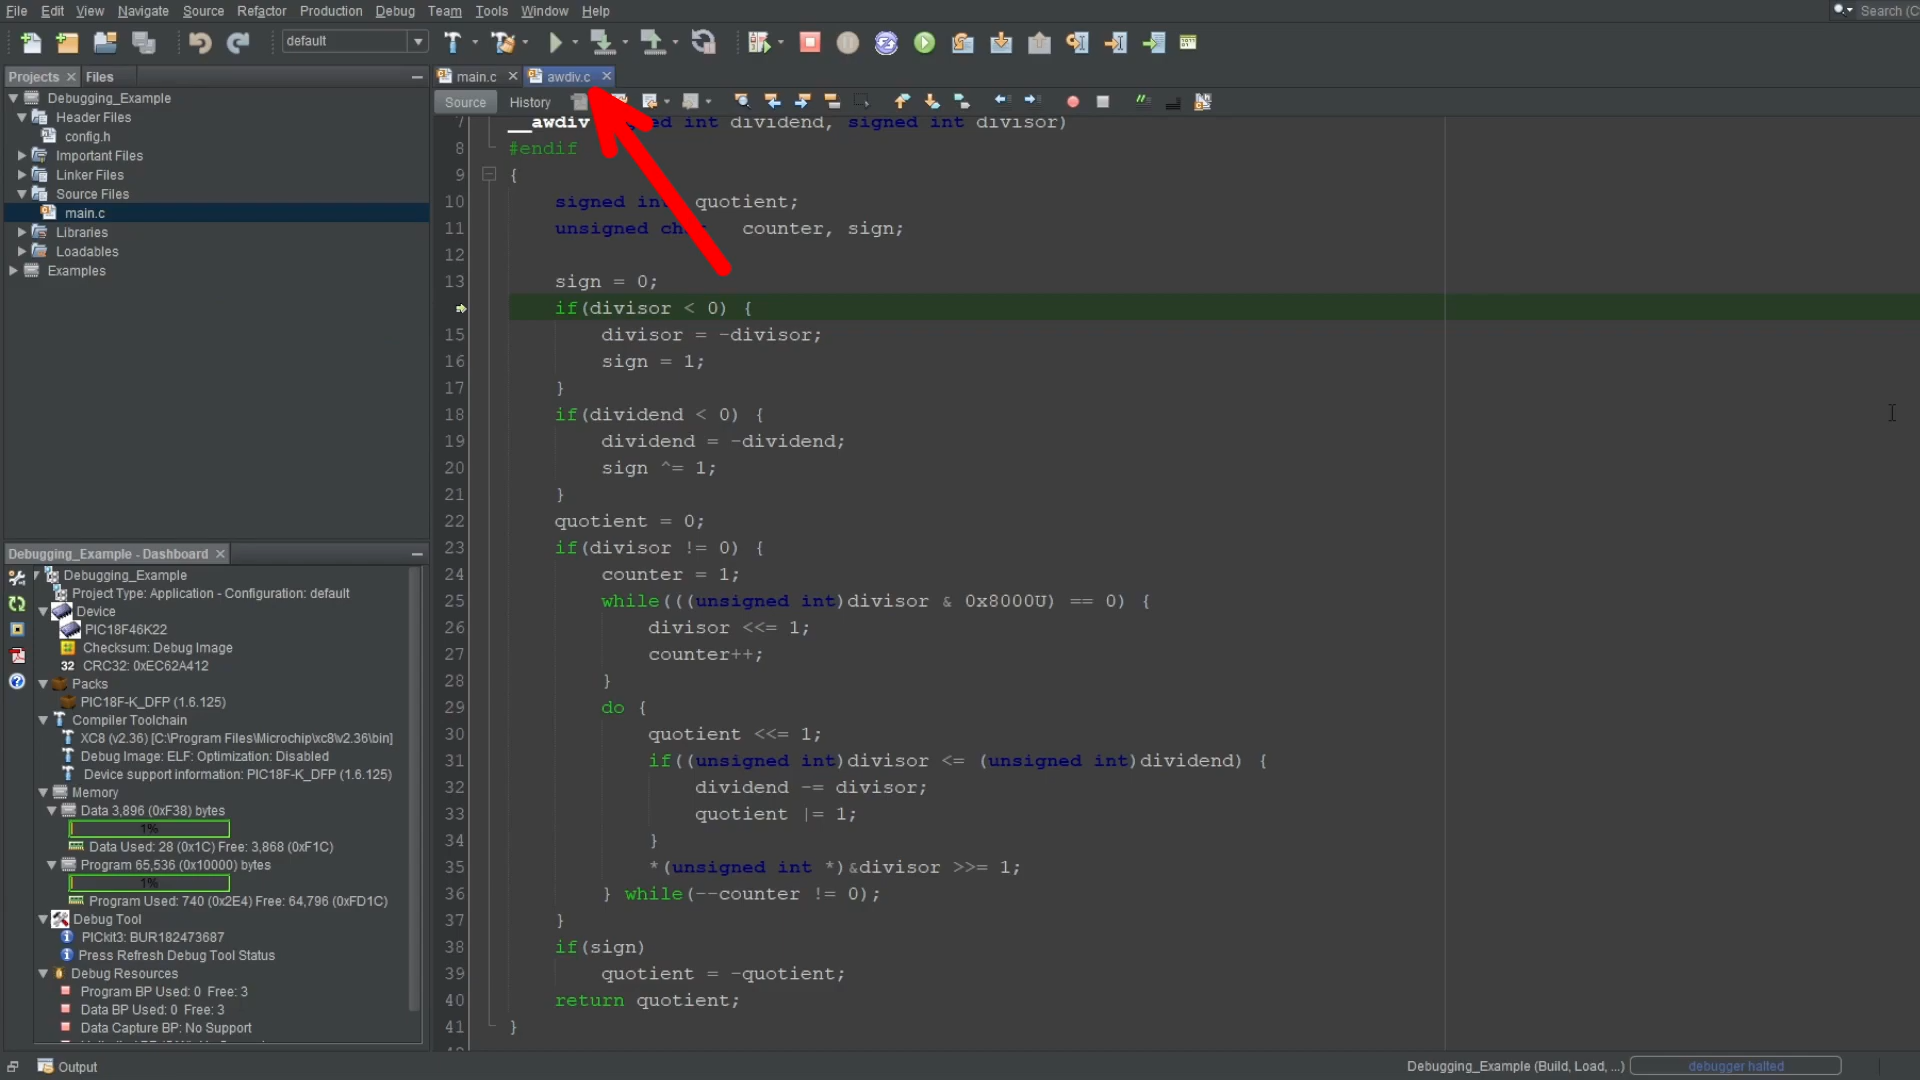 File Edit View Navigate Source Refactor Production Debug Team Tools Window Help Search (C
default
Projects Files
main.c awdiv.c
Source History
Debugging_Example
Header Files
config.h
Important Files
Linker Files
Source Files
main.c
Libraries
Loadables
Examples
7 __awdiv int dividend, signed int divisor)
8 #endif
9 {
10 signed int quotient;
11 unsigned char counter, sign;
12
13 sign = 0;
if(divisor < 0) {
15 divisor = -divisor;
16 sign = 1;
17 }
18 if(dividend < 0) {
19 dividend = -dividend;
20 sign ^= 1;
21 }
22 quotient = 0;
23 if(divisor != 0) {
24 counter = 1;
25 while(((unsigned int)divisor & 0x8000U) == 0) {
26 divisor <<= 1;
27 counter++;
28 }
29 do {
30 quotient <<= 1;
31 if((unsigned int)divisor <= (unsigned int)dividend) {
32 dividend -= divisor;
33 quotient |= 1;
34 }
35 *(unsigned int *)&divisor >>= 1;
36 } while(--counter != 0);
37 }
38 if(sign)
39 quotient = -quotient;
40 return quotient;
41 }
Debugging_Example - Dashboard
Debugging_Example
Project Type: Application - Configuration: default
Device
PIC18F46K22
Checksum: Debug Image
32 CRC32: 0xEC62A412
Packs
PIC18F-K_DFP (1.6.125)
Compiler Toolchain
XC8 (v2.36) [C:\Program Files\Microchip\xc8\v2.36\bin]
Debug Image: ELF: Optimization: Disabled
Device support information: PIC18F-K_DFP (1.6.125)
Memory
Data 3,896 (0xF38) bytes
1%
Data Used: 28 (0x1C) Free: 3,868 (0xF1C)
Program 65,536 (0x10000) bytes
1%
Program Used: 740 (0x2E4) Free: 64,796 (0xFD1C)
Debug Tool
PICkit3: BUR182473687
Press Refresh Debug Tool Status
Debug Resources
Program BP Used: 0 Free: 3
Data BP Used: 0 Free: 3
Data Capture BP: No Support
Output
Debugging_Example (Build, Load, ...) debugger halted